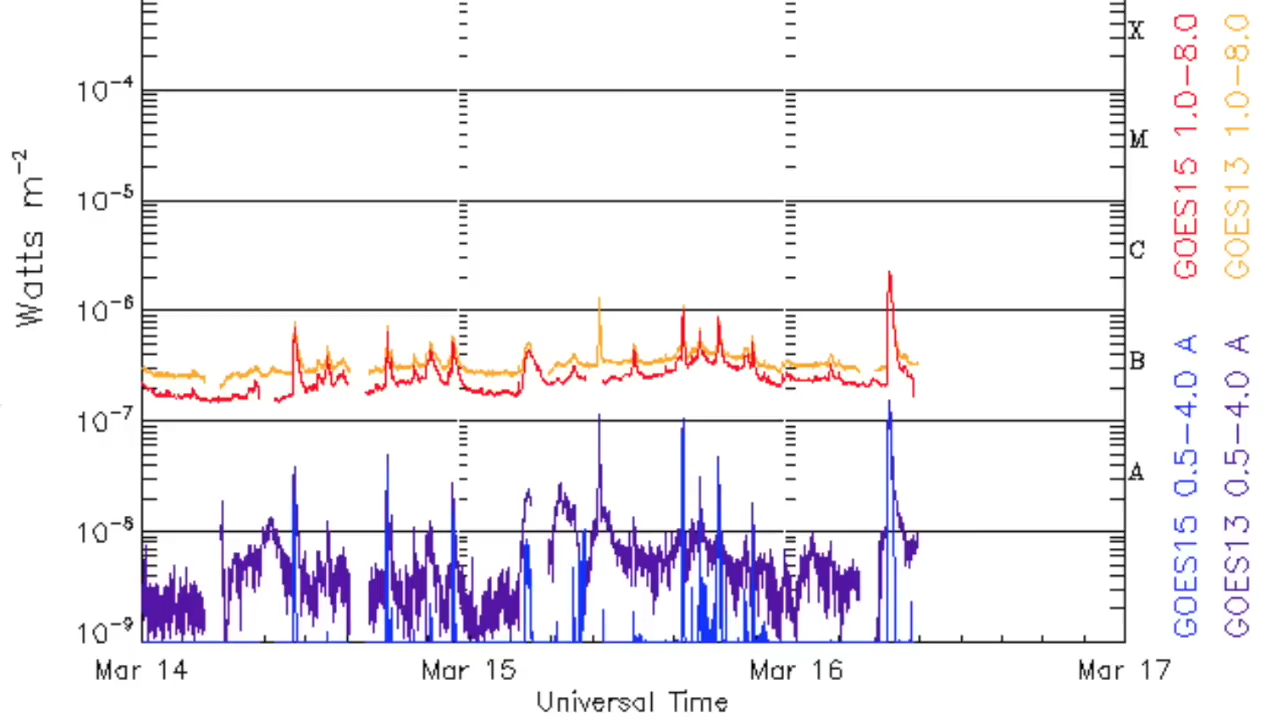 Watts m⁻²
10⁻⁴
10⁻⁵
10⁻⁶
10⁻⁷
10⁻⁸
10⁻⁹
X
M
C
B
A
Mar 14 Mar 15 Mar 16 Mar 17
Universal Time
GOES15 0.5-4.0 A GOES15 1.0-8.0
GOES13 0.5-4.0 A GOES13 1.0-8.0